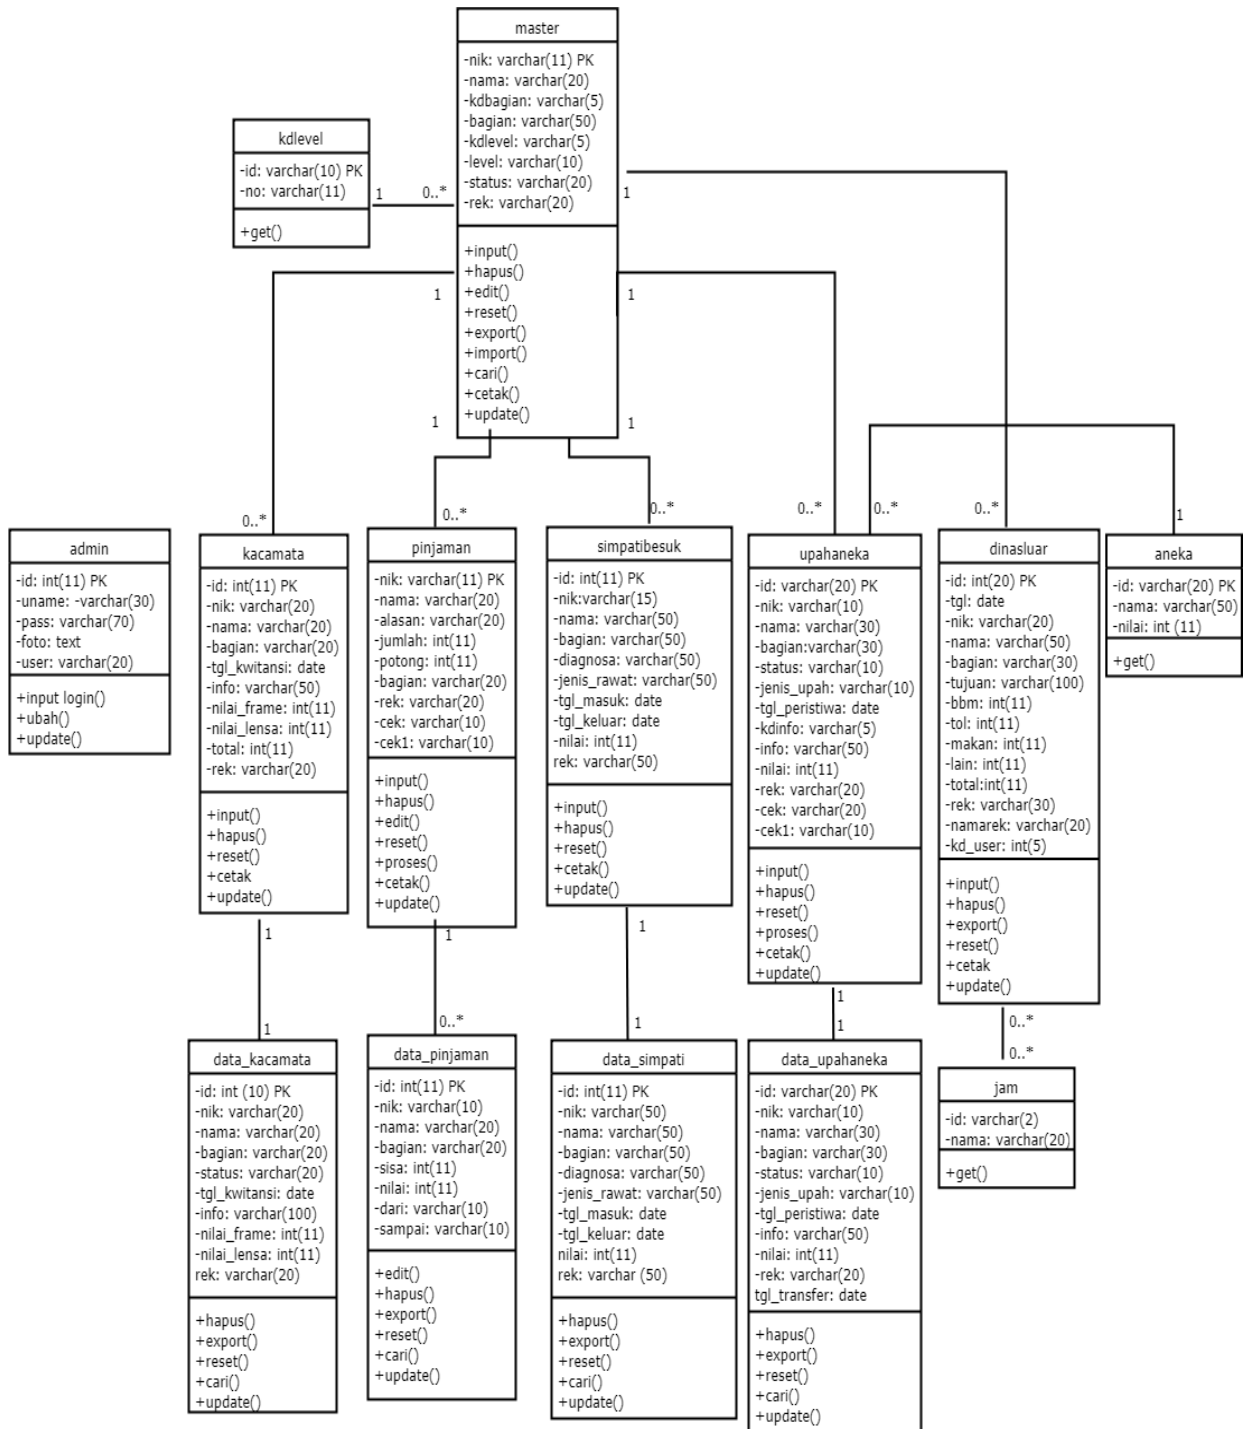 master
-nik: varchar(11) PK
-nama: varchar(20)
-kdbagian: varchar(5)
-bagian: varchar(50)
-kdlevel: varchar(5)
-level: varchar(10)
-status: varchar(20)
-rek: varchar(20)
+input()
+hapus()
+edit()
+reset()
+export()
+import()
+cari()
+cetak()
+update()
kdlevel
-id: varchar(10) PK
-no: varchar(11)
+get()
1
0..*
1
1
1
1
1
0..*
0..*
0..*
0..*
0..*
0..*
1
admin
-id: int(11) PK
-uname: -varchar(30)
-pass: varchar(70)
-foto: text
-user: varchar(20)
+input login()
+ubah()
+update()
kacamata
-id: int(11) PK
-nik: varchar(20)
-nama: varchar(20)
-bagian: varchar(20)
-tgl_kwitansi: date
-info: varchar(50)
-nilai_frame: int(11)
-nilai_lensa: int(11)
-total: int(11)
-rek: varchar(20)
+input()
+hapus()
+reset()
+cetak
+update()
pinjaman
-nik: varchar(11) PK
-nama: varchar(20)
-alasan: varchar(20)
-jumlah: int(11)
-potong: int(11)
-bagian: varchar(20)
-rek: varchar(20)
-cek: varchar(10)
-cek1: varchar(10)
+input()
+hapus()
+edit()
+reset()
+proses()
+cetak()
+update()
simpatibesuk
-id: int(11) PK
-nik:varchar(15)
-nama: varchar(50)
-bagian: varchar(50)
-diagnosa: varchar(50)
-jenis_rawat: varchar(50)
-tgl_masuk: date
-tgl_keluar: date
-nilai: int(11)
rek: varchar(50)
+input()
+hapus()
+reset()
+cetak()
+update()
upahaneka
-id: varchar(20) PK
-nik: varchar(10)
-nama: varchar(30)
-bagian:varchar(30)
-status: varchar(10)
-jenis_upah: varchar(10)
-tgl_peristiwa: date
-kdinfo: varchar(5)
-info: varchar(50)
-nilai: int(11)
-rek: varchar(20)
-cek: varchar(20)
-cek1: varchar(10)
+input()
+hapus()
+reset()
+proses()
+cetak()
+update()
dinasluar
-id: int(20) PK
-tgl: date
-nik: varchar(20)
-nama: varchar(50)
-bagian: varchar(30)
-tujuan: varchar(100)
-bbm: int(11)
-tol: int(11)
-makan: int(11)
-lain: int(11)
-total:int(11)
-rek: varchar(30)
-namarek: varchar(20)
-kd_user: int(5)
+input()
+hapus()
+export()
+reset()
+cetak
+update()
aneka
-id: varchar(20) PK
-nama: varchar(50)
-nilai: int (11)
+get()
1
1
1
0..*
1
1
1
1
0..*
0..*
data_kacamata
-id: int (10) PK
-nik: varchar(20)
-nama: varchar(20)
-bagian: varchar(20)
-status: varchar(20)
-tgl_kwitansi: date
-info: varchar(100)
-nilai_frame: int(11)
-nilai_lensa: int(11)
rek: varchar(20)
+hapus()
+export()
+reset()
+cari()
+update()
data_pinjaman
-id: int(11) PK
-nik: varchar(10)
-nama: varchar(20)
-bagian: varchar(20)
-sisa: int(11)
-nilai: int(11)
-dari: varchar(10)
-sampai: varchar(10)
+edit()
+hapus()
+export()
+reset()
+cari()
+update()
data_simpati
-id: int(11) PK
-nik: varchar(50)
-nama: varchar(50)
-bagian: varchar(50)
-diagnosa: varchar(50)
-jenis_rawat: varchar(50)
-tgl_masuk: date
-tgl_keluar: date
nilai: int(11)
rek: varchar (50)
+hapus()
+export()
+reset()
+cari()
+update()
data_upahaneka
-id: varchar(20) PK
-nik: varchar(10)
-nama: varchar(30)
-bagian: varchar(30)
-status: varchar(10)
-jenis_upah: varchar(10)
-tgl_peristiwa: date
-info: varchar(50)
-nilai: int(11)
-rek: varchar(20)
tgl_transfer: date
+hapus()
+export()
+reset()
+cari()
+update()
jam
-id: varchar(2)
-nama: varchar(20)
+get()